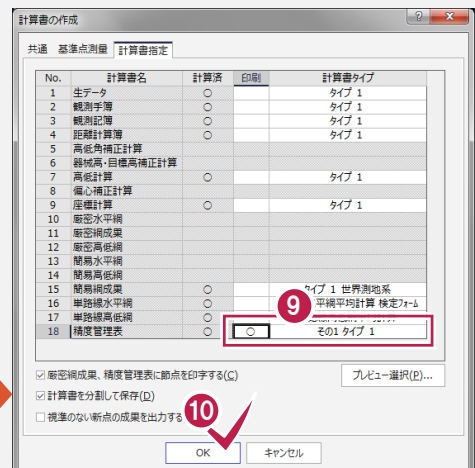 計算書の作成
共通 基準点測量 計算書指定
No. 計算書名 計算済 印刷 計算書タイプ
1 生データ ○ タイプ 1
2 観測手簿 ○ タイプ 1
3 観測記簿 ○ タイプ 1
4 距離計算簿 ○ タイプ 1
5 高低角補正計算
6 器械高・目標高補正計算
7 高低計算 ○ タイプ 1
8 偏心補正計算
9 座標計算 ○ タイプ 1
10 厳密水平網
11 厳密網成果
12 厳密高低網
13 簡易水平網
14 簡易高低網
15 簡易網成果 ○ タイプ 1 世界測地系
16 単路線水平網 ○ 平網平均計算 検定フォーム
17 単路線高低網 ○
18 精度管理表 ○ ○ その1 タイプ 1
9
厳密網成果、精度管理表に節点を印字する(C) プレビュー選択(P)...
計算書を分割して保存(D)
視準のない新点の成果を出力する
10
OK キャンセル